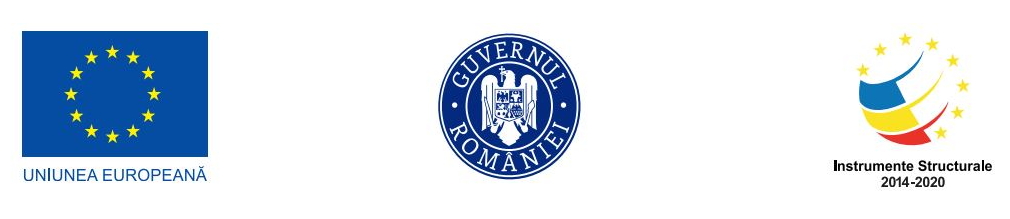 UNIUNEA EUROPEANĂ
GUVERNUL
ROMÂNIEI
Instrumente Structurale
2014-2020